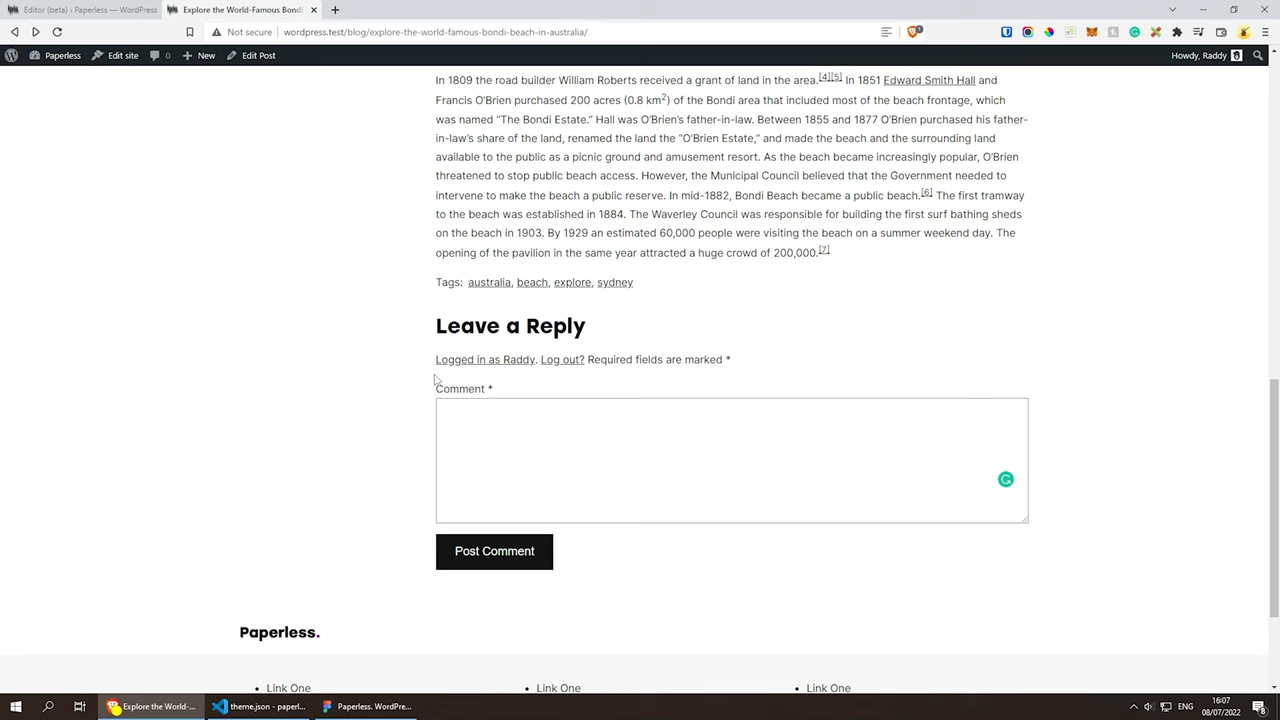 Editor (beta) ‹ Paperless — WordPress
Explore the World-Famous Bondi
Not secure
wordpress.test/blog/explore-the-world-famous-bondi-beach-in-australia/
Paperless
Edit site
0
New
Edit Post
Howdy, Raddy
In 1809 the road builder William Roberts received a grant of land in the area.[4][5] In 1851 Edward Smith Hall and
Francis O’Brien purchased 200 acres (0.8 km2) of the Bondi area that included most of the beach frontage, which
was named “The Bondi Estate.” Hall was O’Brien’s father-in-law. Between 1855 and 1877 O’Brien purchased his father-
in-law’s share of the land, renamed the land the “O’Brien Estate,” and made the beach and the surrounding land
available to the public as a picnic ground and amusement resort. As the beach became increasingly popular, O’Brien
threatened to stop public beach access. However, the Municipal Council believed that the Government needed to
intervene to make the beach a public reserve. In mid-1882, Bondi Beach became a public beach.[6] The first tramway
to the beach was established in 1884. The Waverley Council was responsible for building the first surf bathing sheds
on the beach in 1903. By 1929 an estimated 60,000 people were visiting the beach on a summer weekend day. The
opening of the pavilion in the same year attracted a huge crowd of 200,000.[7]
Tags: australia, beach, explore, sydney
Leave a Reply
Logged in as Raddy. Log out? Required fields are marked *
Comment *
Post Comment
Paperless.
Link One
Link One
Link One
Explore the World-...
theme.json - paperl...
Paperless. WordPre...
ENG
16:07
08/07/2022